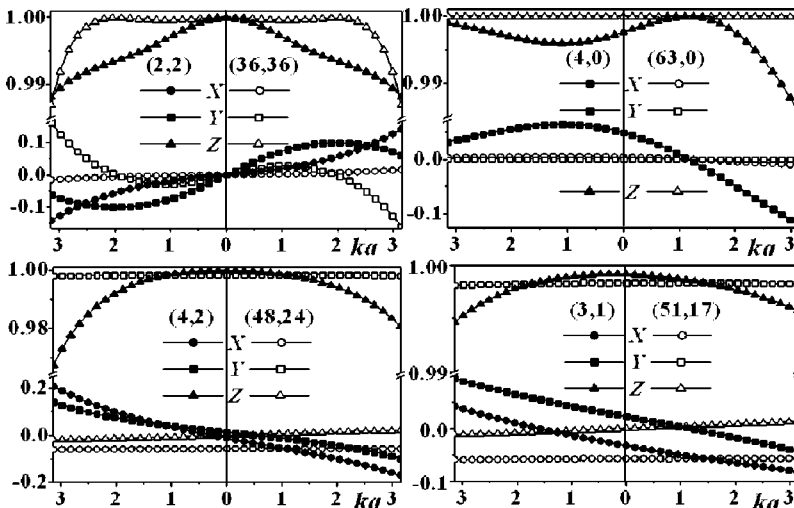 1.00
0.99
0.1
0.0
-0.1
(2,2) (36,36)
X
Y
Z
3 2 1 0 1 2 3
ka
1.00
0.99
0.0
-0.1
(4,0) (63,0)
X
Y
Z
3 2 1 0 1 2 3
ka
1.00
0.98
0.2
0.0
-0.2
(4,2) (48,24)
X
Y
Z
3 2 1 0 1 2 3
ka
1.00
0.99
0.0
-0.1
(3,1) (51,17)
X
Y
Z
3 2 1 0 1 2 3
ka